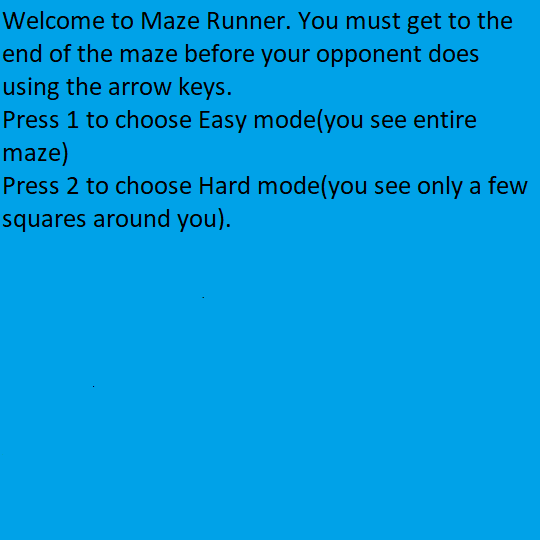 Welcome to Maze Runner. You must get to the
end of the maze before your opponent does
using the arrow keys.
Press 1 to choose Easy mode(you see entire
maze)
Press 2 to choose Hard mode(you see only a few
squares around you).